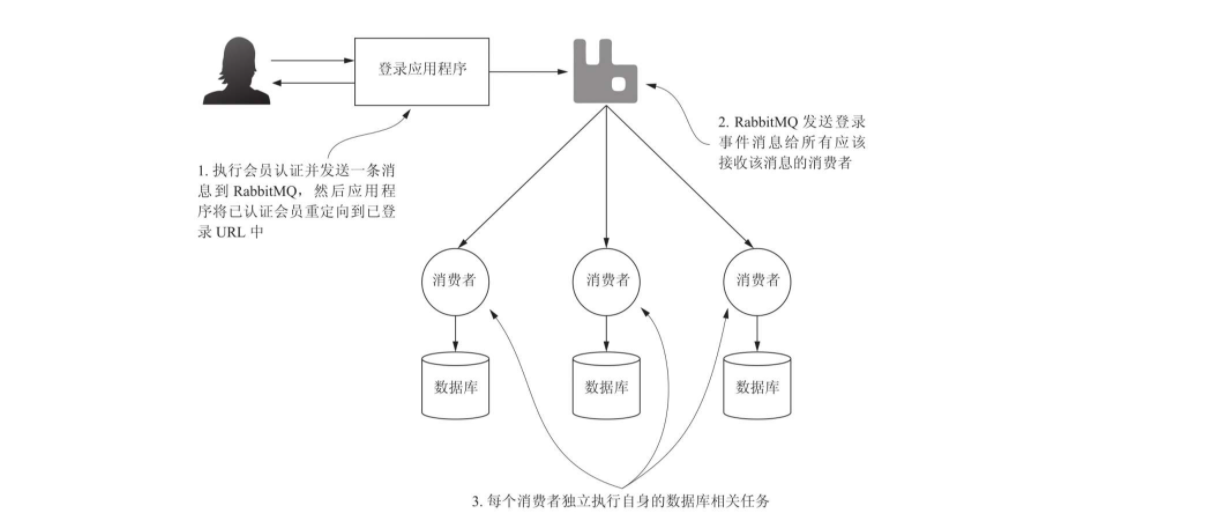 登录应用程序
2. RabbitMQ 发送登录
事件消息给所有应该
接收该消息的消费者
1. 执行会员认证并发送一条消
息到 RabbitMQ，然后应用程
序将已认证会员重定向到已登
录 URL 中
消费者
消费者
消费者
数据库
数据库
数据库
3. 每个消费者独立执行自身的数据库相关任务